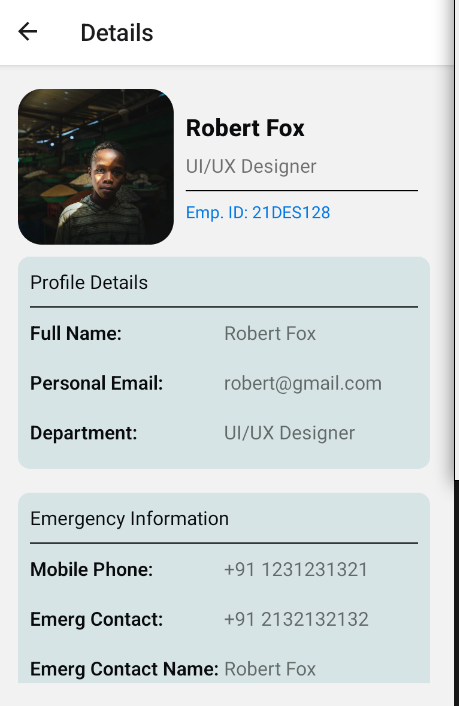 Details
Robert Fox
UI/UX Designer
Emp. ID: 21DES128
Profile Details
Full Name: Robert Fox
Personal Email: robert@gmail.com
Department: UI/UX Designer
Emergency Information
Mobile Phone: +91 1231231321
Emerg Contact: +91 2132132132
Emerg Contact Name: Robert Fox